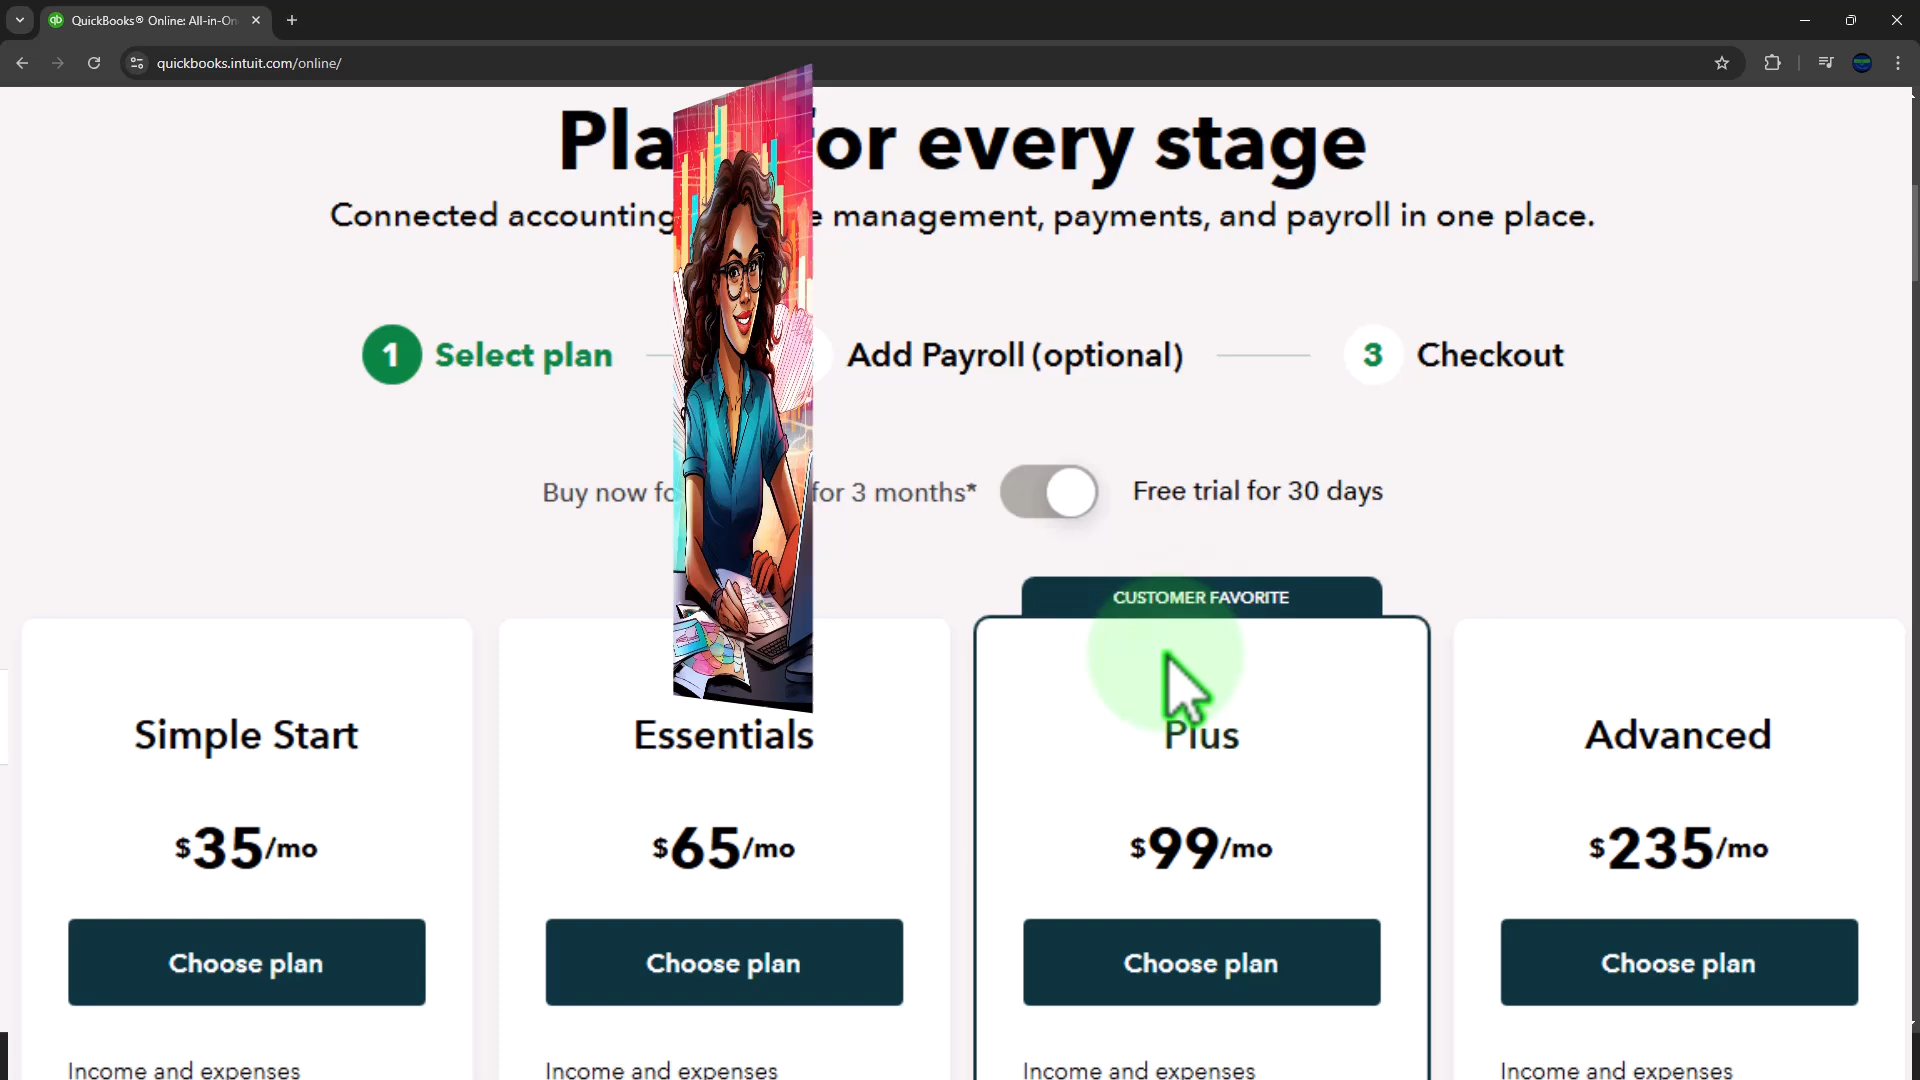 QuickBooks® Online: All-in-On
quickbooks.intuit.com/online/
for every stage
Connected accounting management, payments, and payroll in one place.
1 Select plan Add Payroll (optional) 3 Checkout
Buy now for 3 months* Free trial for 30 days
CUSTOMER FAVORITE
Simple Start Essentials Plus Advanced
$35/mo $65/mo $99/mo $235/mo
Choose plan Choose plan Choose plan Choose plan
Income and expenses Income and expenses Income and expenses Income and expenses